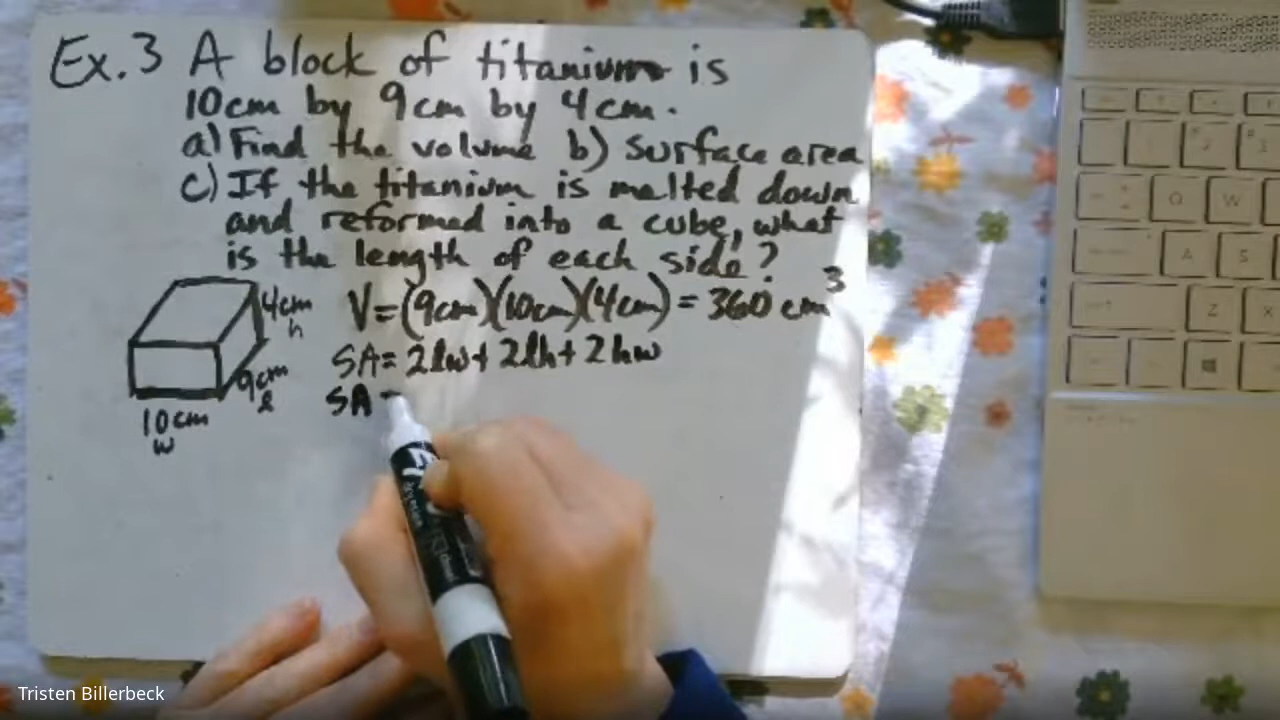 Ex. 3 A block of titanium is
10cm by 9cm by 4cm.
a) Find the volume b) surface area
c) If the titanium is melted down
and reformed into a cube, what
is the length of each side?
4cm
h
V=(9cm)(10cm)(4cm) = 360 cm³
SA= 2lw + 2lh + 2hw
9cm
l
SA =
10cm
w
Tristen Billerbeck